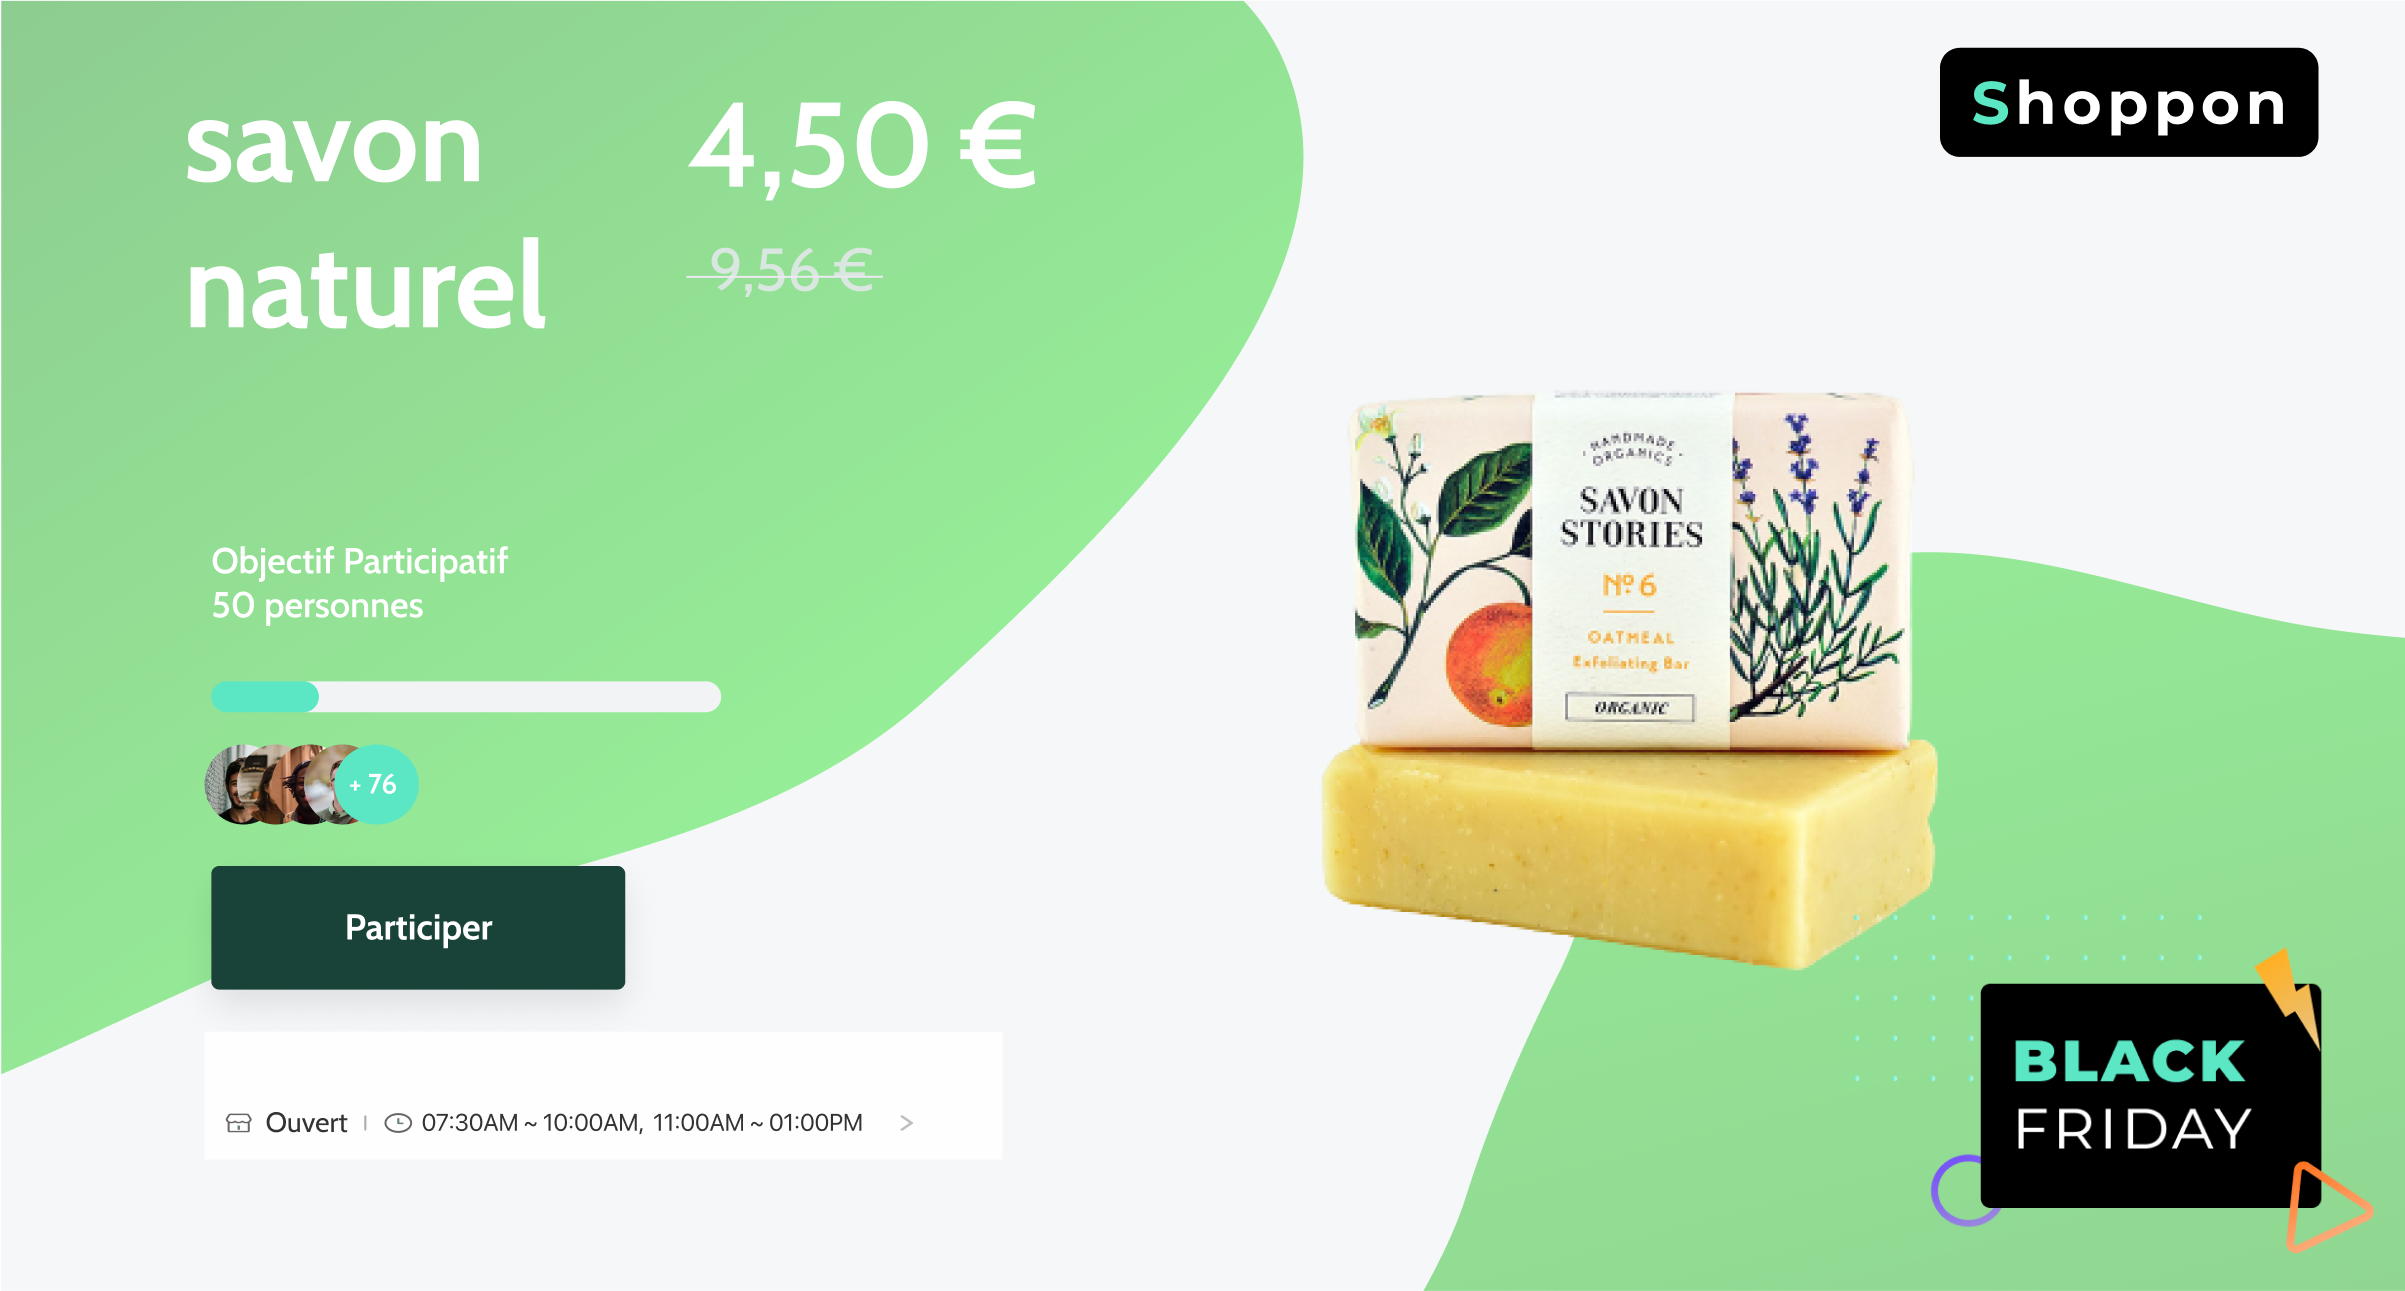 Shoppon
savon
naturel
4,50 €
9,56 €
Objectif Participatif
50 personnes
+ 76
Participer
Ouvert | 07:30AM ~ 10:00AM, 11:00AM ~ 01:00PM >
HANDMADE
ORGANICS
SAVON
STORIES
Nº 6
OATMEAL
Exfoliating Bar
ORGANIC
BLACK
FRIDAY